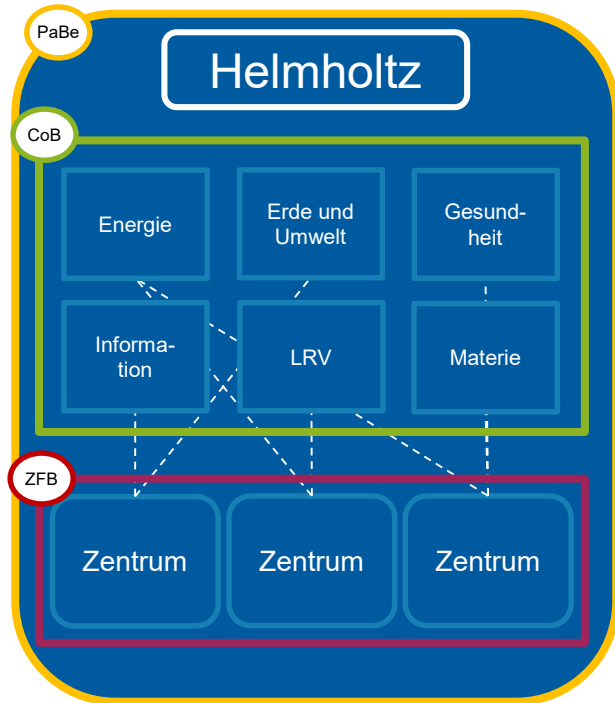 PaBe
Helmholtz
CoB
Energie
Erde und
Umwelt
Gesund-
heit
Informa-
tion
LRV
Materie
ZFB
Zentrum
Zentrum
Zentrum